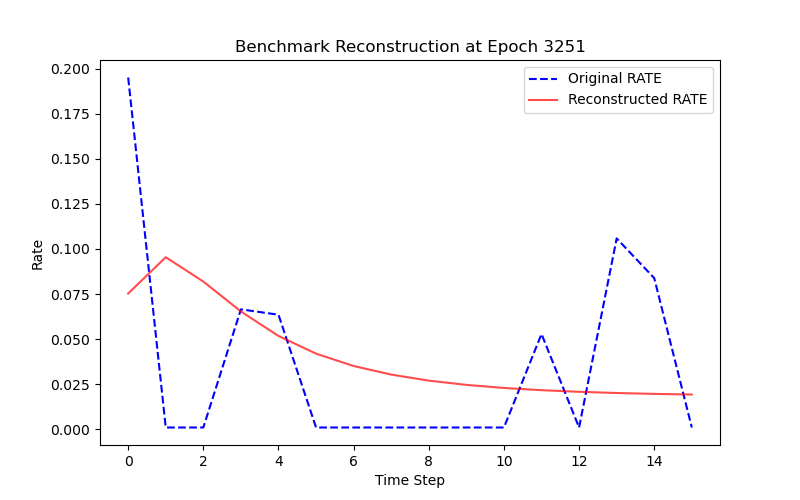 Benchmark Reconstruction at Epoch 3251
Original RATE
Reconstructed RATE
Rate
0.200
0.175
0.150
0.125
0.100
0.075
0.050
0.025
0.000
0 2 4 6 8 10 12 14
Time Step